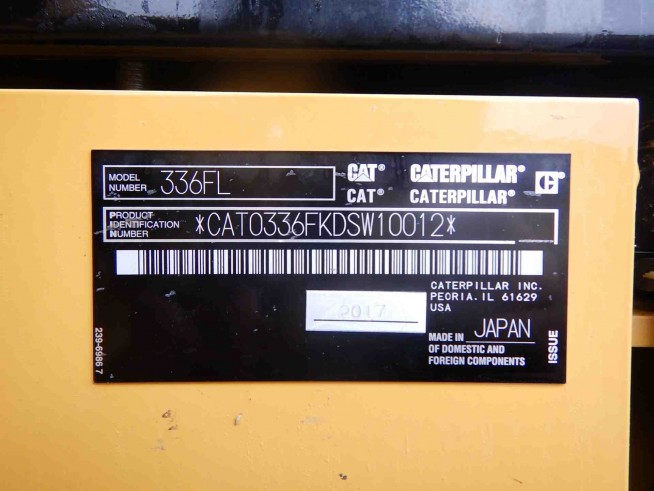 MODEL NUMBER 336FL
CAT® CATERPILLAR® C®
CAT® CATERPILLAR®
PRODUCT IDENTIFICATION NUMBER *CAT0336FKDSW10012*
CATERPILLAR INC.
PEORIA, IL 61629
USA
2017
MADE IN JAPAN
OF DOMESTIC AND
FOREIGN COMPONENTS
ISSUE
239-6986 7